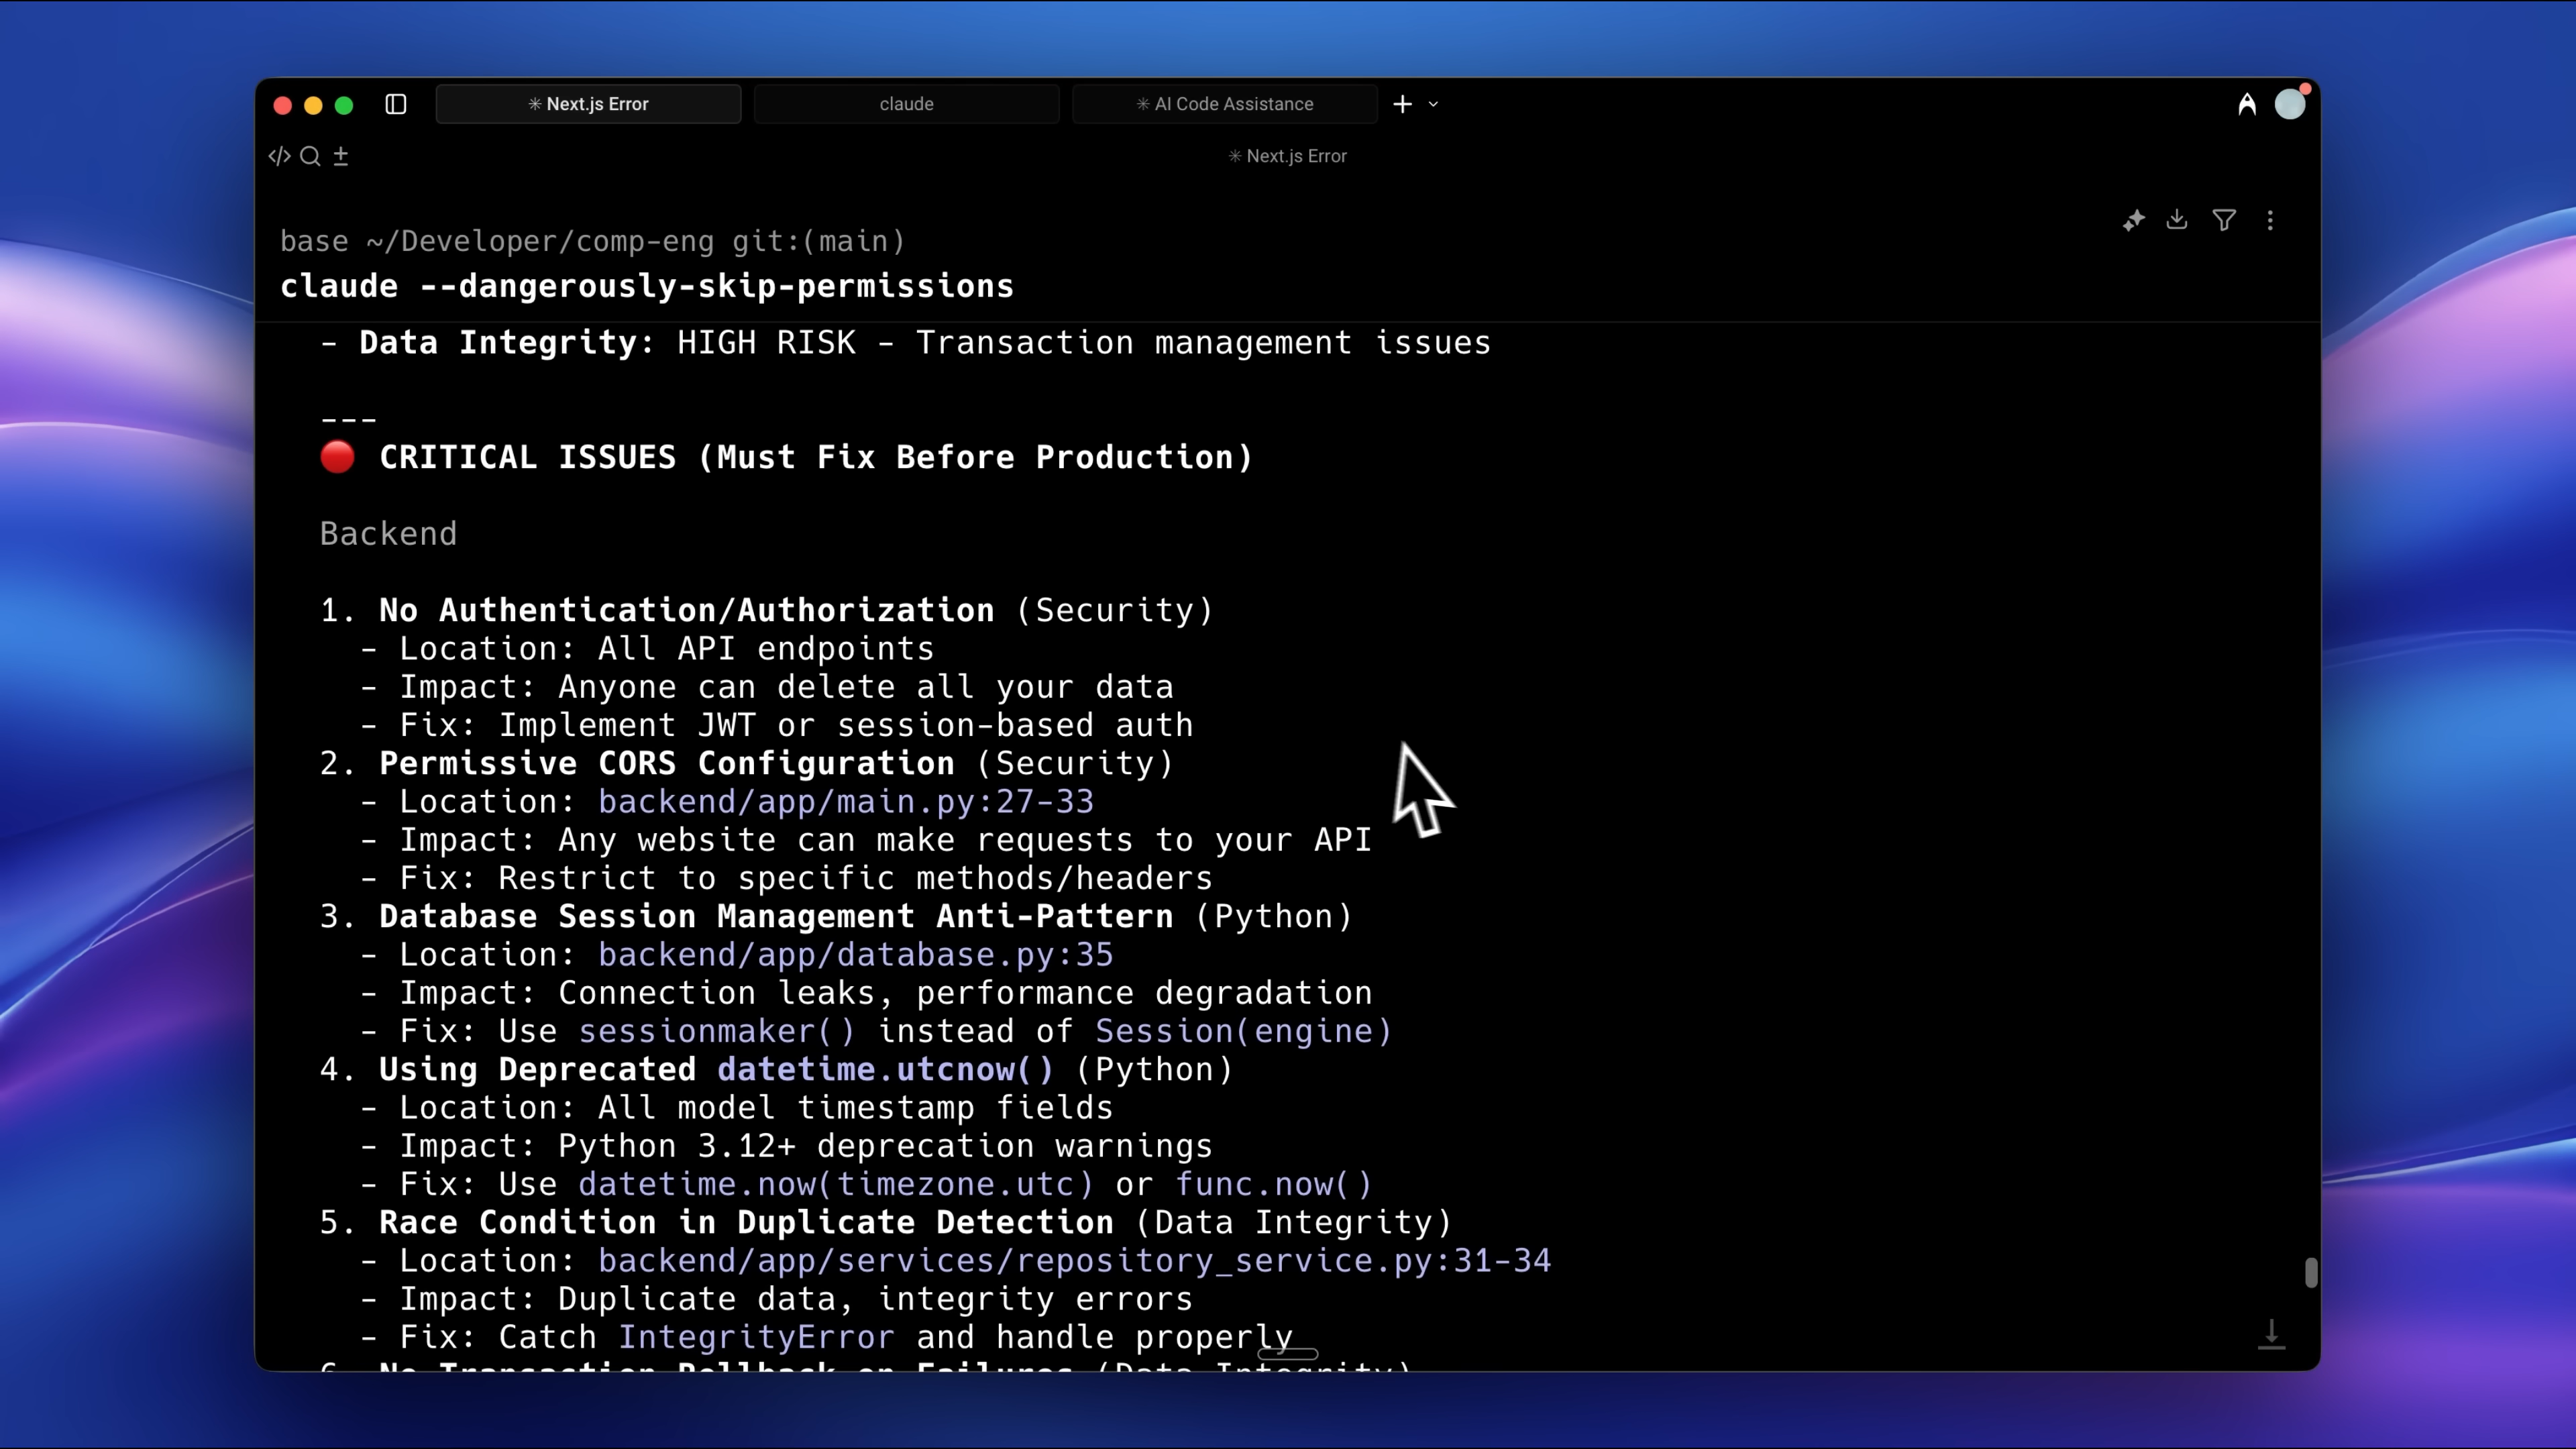 ✳ Next.js Error
claude
✳ AI Code Assistance
✳ Next.js Error
base ~/Developer/comp-eng git:(main)
claude --dangerously-skip-permissions
- Data Integrity: HIGH RISK - Transaction management issues
---
🔴 CRITICAL ISSUES (Must Fix Before Production)
Backend
1. No Authentication/Authorization (Security)
- Location: All API endpoints
- Impact: Anyone can delete all your data
- Fix: Implement JWT or session-based auth
2. Permissive CORS Configuration (Security)
- Location: backend/app/main.py:27-33
- Impact: Any website can make requests to your API
- Fix: Restrict to specific methods/headers
3. Database Session Management Anti-Pattern (Python)
- Location: backend/app/database.py:35
- Impact: Connection leaks, performance degradation
- Fix: Use sessionmaker() instead of Session(engine)
4. Using Deprecated datetime.utcnow() (Python)
- Location: All model timestamp fields
- Impact: Python 3.12+ deprecation warnings
- Fix: Use datetime.now(timezone.utc) or func.now()
5. Race Condition in Duplicate Detection (Data Integrity)
- Location: backend/app/services/repository_service.py:31-34
- Impact: Duplicate data, integrity errors
- Fix: Catch IntegrityError and handle properly
6. No Transaction Rollback on Failures (Data Integrity)